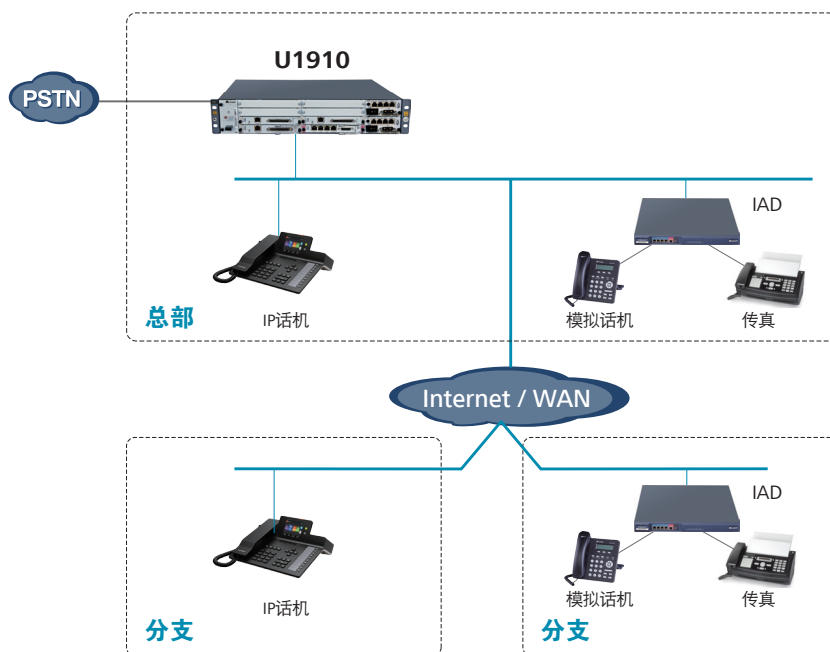 U1910
PSTN
IAD
IP话机
模拟话机
传真
总部
Internet / WAN
IAD
IP话机
模拟话机
传真
分支
分支